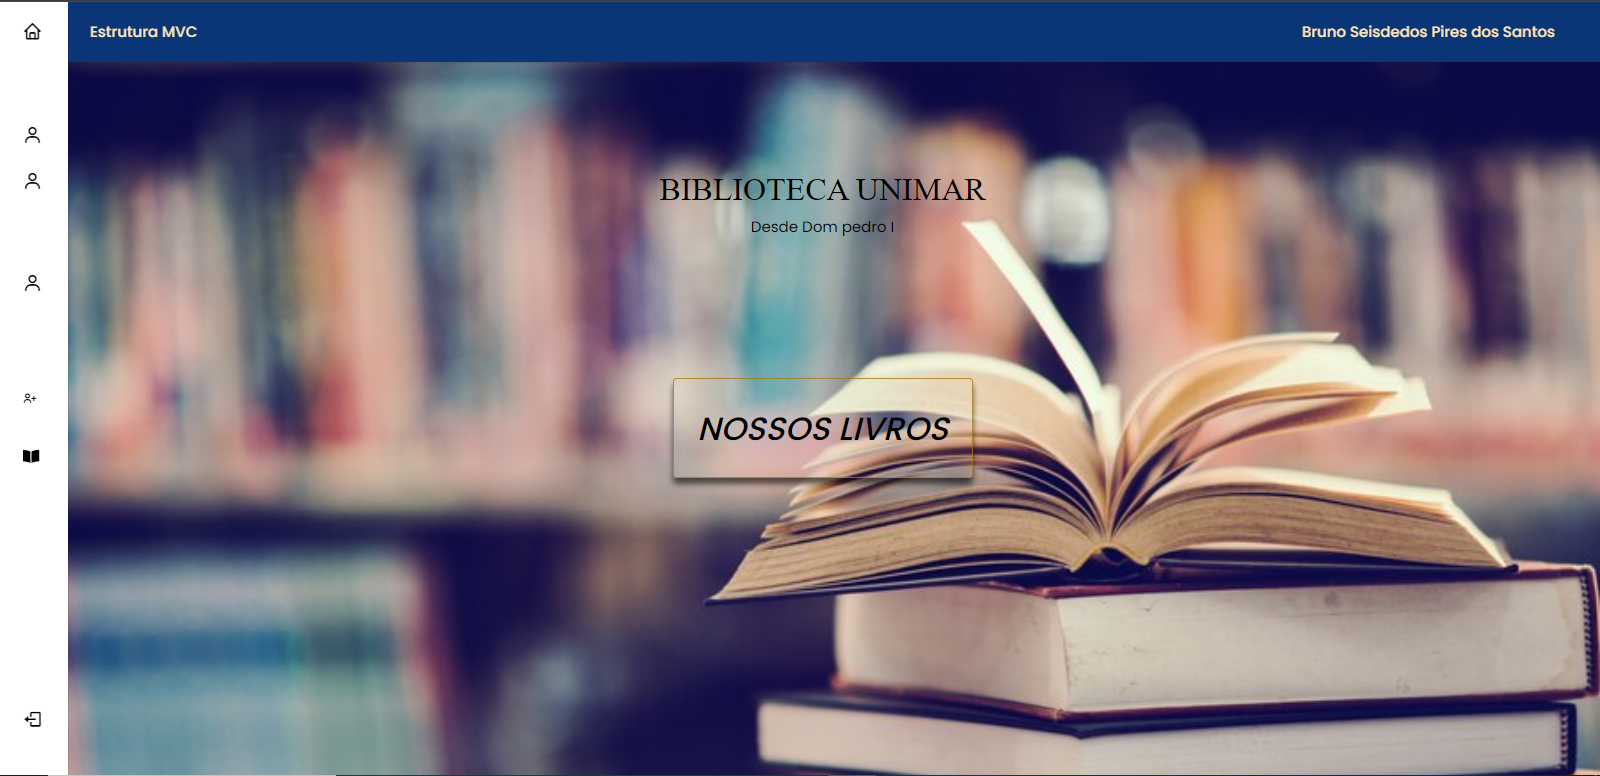 Estrutura MVC
Bruno Seisdedos Pires dos Santos
BIBLIOTECA UNIMAR
Desde Dom pedro I
NOSSOS LIVROS